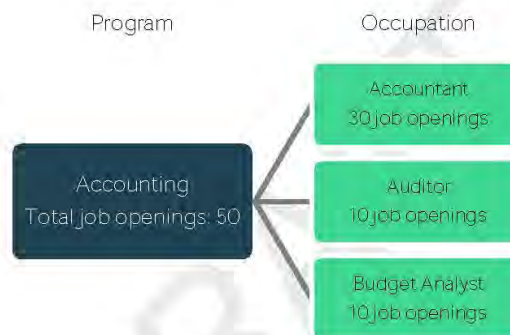 Program
Occupation
Accountant
30 job openings
Accounting
Total job openings: 50
Auditor
10 job openings
Budget Analyst
10 job openings